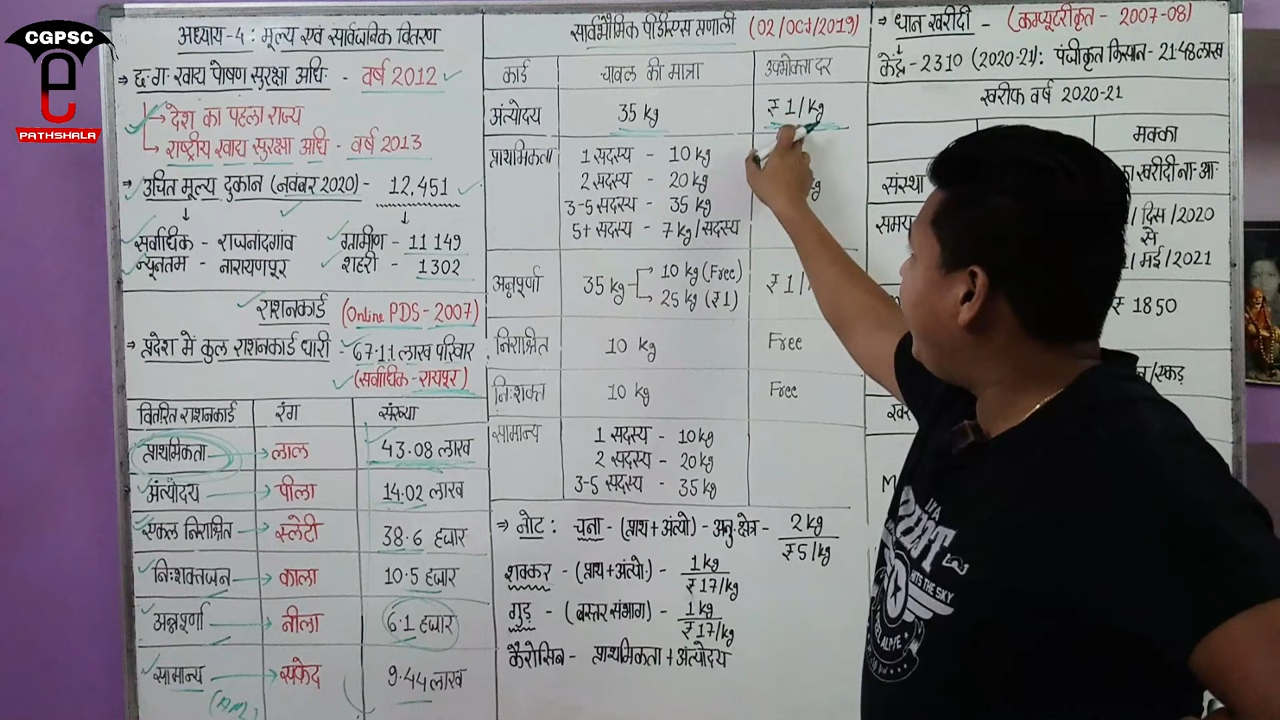 CGPSC
e
PATHSHALA
अध्याय-4 : मूल्य एवं सार्वजनिक वितरण
→ छ.ग. खाद्य पोषण सुरक्षा अधि. - वर्ष 2012
→ देश का पहला राज्य
→ राष्ट्रीय खाद्य सुरक्षा अधि - वर्ष 2013
→ उचित मूल्य दुकान (नवंबर 2020) - 12,451
सर्वाधिक - राजनांदगांव
न्यूनतम - नारायणपूर
ग्रामीण - 11 149
शहरी - 1302
राशनकार्ड (Online PDS - 2007)
→ प्रदेश में कुल राशनकार्ड धारी - 67.11 लाख परिवार
(सर्वाधिक - रायपुर)
वितरित राशनकार्ड रंग संख्या
प्राथमिकता → लाल 43.08 लाख
अंत्योदय → पीला 14.02 लाख
एकल निराश्रित → स्लेटी 38.6 हजार
निःशक्तजन → काला 10.5 हजार
अन्नपूर्णा → नीला 6.1 हजार
सामान्य → सफेद 9.44 लाख
सार्वभौमिक पीडीएस प्रणाली (02/Oct/2019)
कार्ड चावल की मात्रा उपभोक्ता दर
अंत्योदय 35 kg ₹ 1/kg
प्राथमिकता 1 सदस्य - 10 kg
2 सदस्य - 20 kg
3-5 सदस्य - 35 kg
5+ सदस्य - 7 kg/सदस्य
अन्नपूर्णा 35 kg → 10 kg (Free) ₹ 1/
→ 25 kg (₹1)
निराश्रित 10 kg Free
निःशक्त 10 kg Free
सामान्य 1 सदस्य - 10kg
2 सदस्य - 20kg
3-5 सदस्य - 35 kg
⇒ नोट : चना - (प्राथ + अंत्यो) - अनु. क्षेत्र - 2 kg
₹ 5/kg
शक्कर - (प्राथ + अंत्यो.) - 1 kg
₹ 17/kg
गुड़ - (बस्तर संभाग) - 1 kg
₹ 17/kg
कैरोसिन - प्राथमिकता + अंत्योदय
→ धान खरीदी - (कम्प्यूटरीकृत - 2007-08)
केंद्र - 2310 (2020-21) : पंचीकृत किसान - 21.48 लाख
खरीफ वर्ष 2020-21
मक्का
संस्था खरीदी ना. आ.
समय दिस /2020
से
मई /2021
₹ 1850